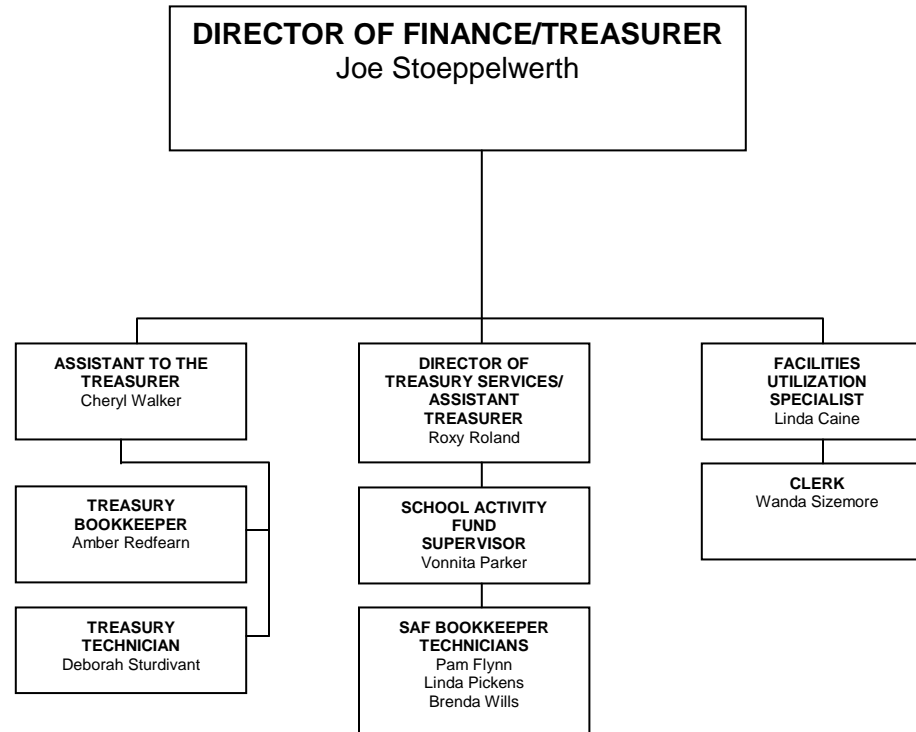 DIRECTOR OF FINANCE/TREASURER
Joe Stoeppelwerth
ASSISTANT TO THE
TREASURER
Cheryl Walker
DIRECTOR OF
TREASURY SERVICES/
ASSISTANT
TREASURER
Roxy Roland
FACILITIES
UTILIZATION
SPECIALIST
Linda Caine
TREASURY
BOOKKEEPER
Amber Redfearn
SCHOOL ACTIVITY
FUND
SUPERVISOR
Vonnita Parker
CLERK
Wanda Sizemore
TREASURY
TECHNICIAN
Deborah Sturdivant
SAF BOOKKEEPER
TECHNICIANS
Pam Flynn
Linda Pickens
Brenda Wills